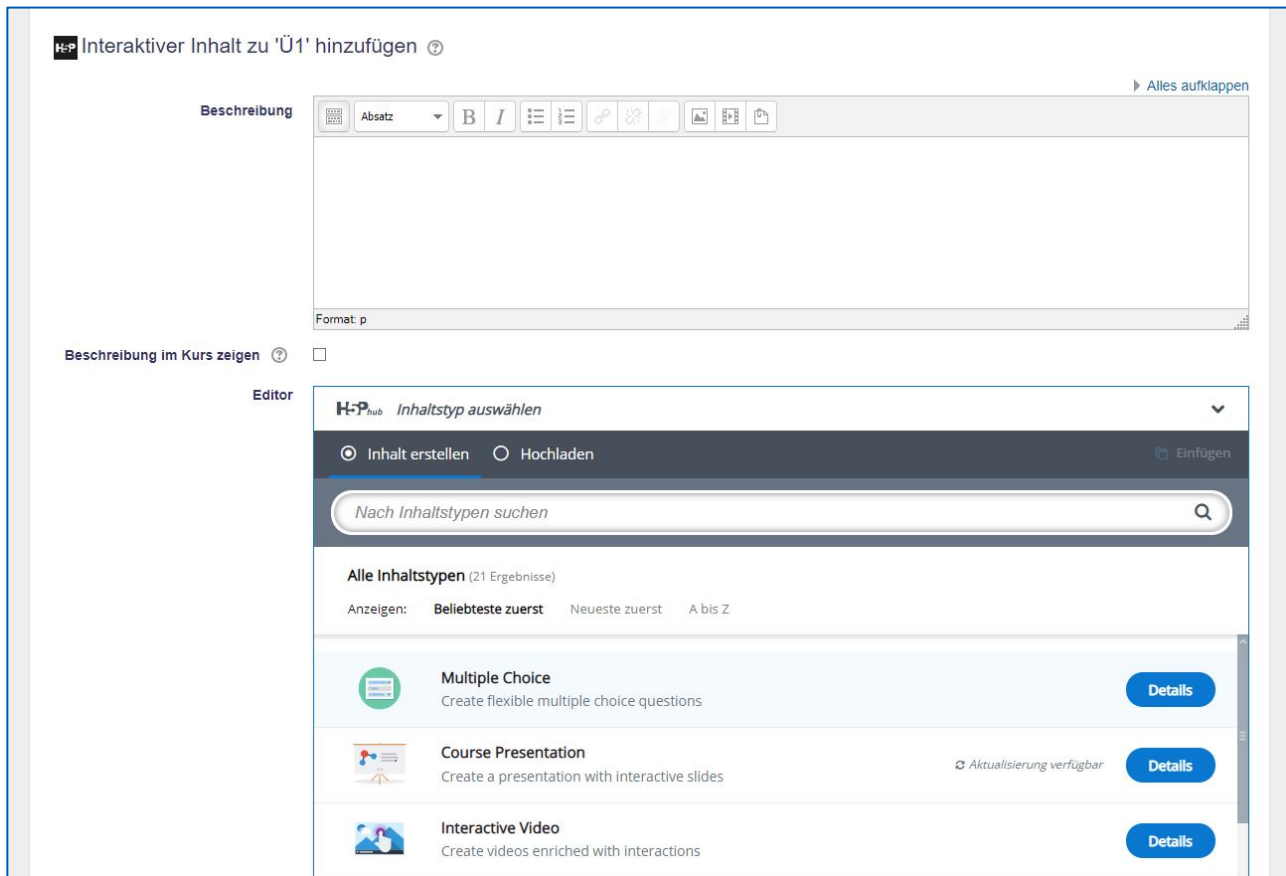 H-P Interaktiver Inhalt zu 'Ü1' hinzufügen ?
Alles aufklappen
Beschreibung
Absatz
B I
Format: p
Beschreibung im Kurs zeigen ?
Editor
H5Phub Inhaltstyp auswählen
Inhalt erstellen Hochladen Einfügen
Nach Inhaltstypen suchen
Alle Inhaltstypen (21 Ergebnisse)
Anzeigen: Beliebteste zuerst Neueste zuerst A bis Z
Multiple Choice
Create flexible multiple choice questions
Details
Course Presentation
Create a presentation with interactive slides
Aktualisierung verfügbar
Details
Interactive Video
Create videos enriched with interactions
Details